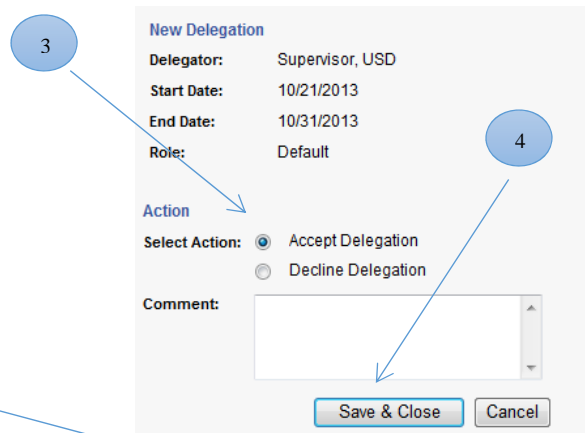 3
New Delegation
Delegator: Supervisor, USD
Start Date: 10/21/2013
End Date: 10/31/2013
4
Role: Default
Action
Select Action: Accept Delegation
Decline Delegation
Comment:
Save & Close Cancel